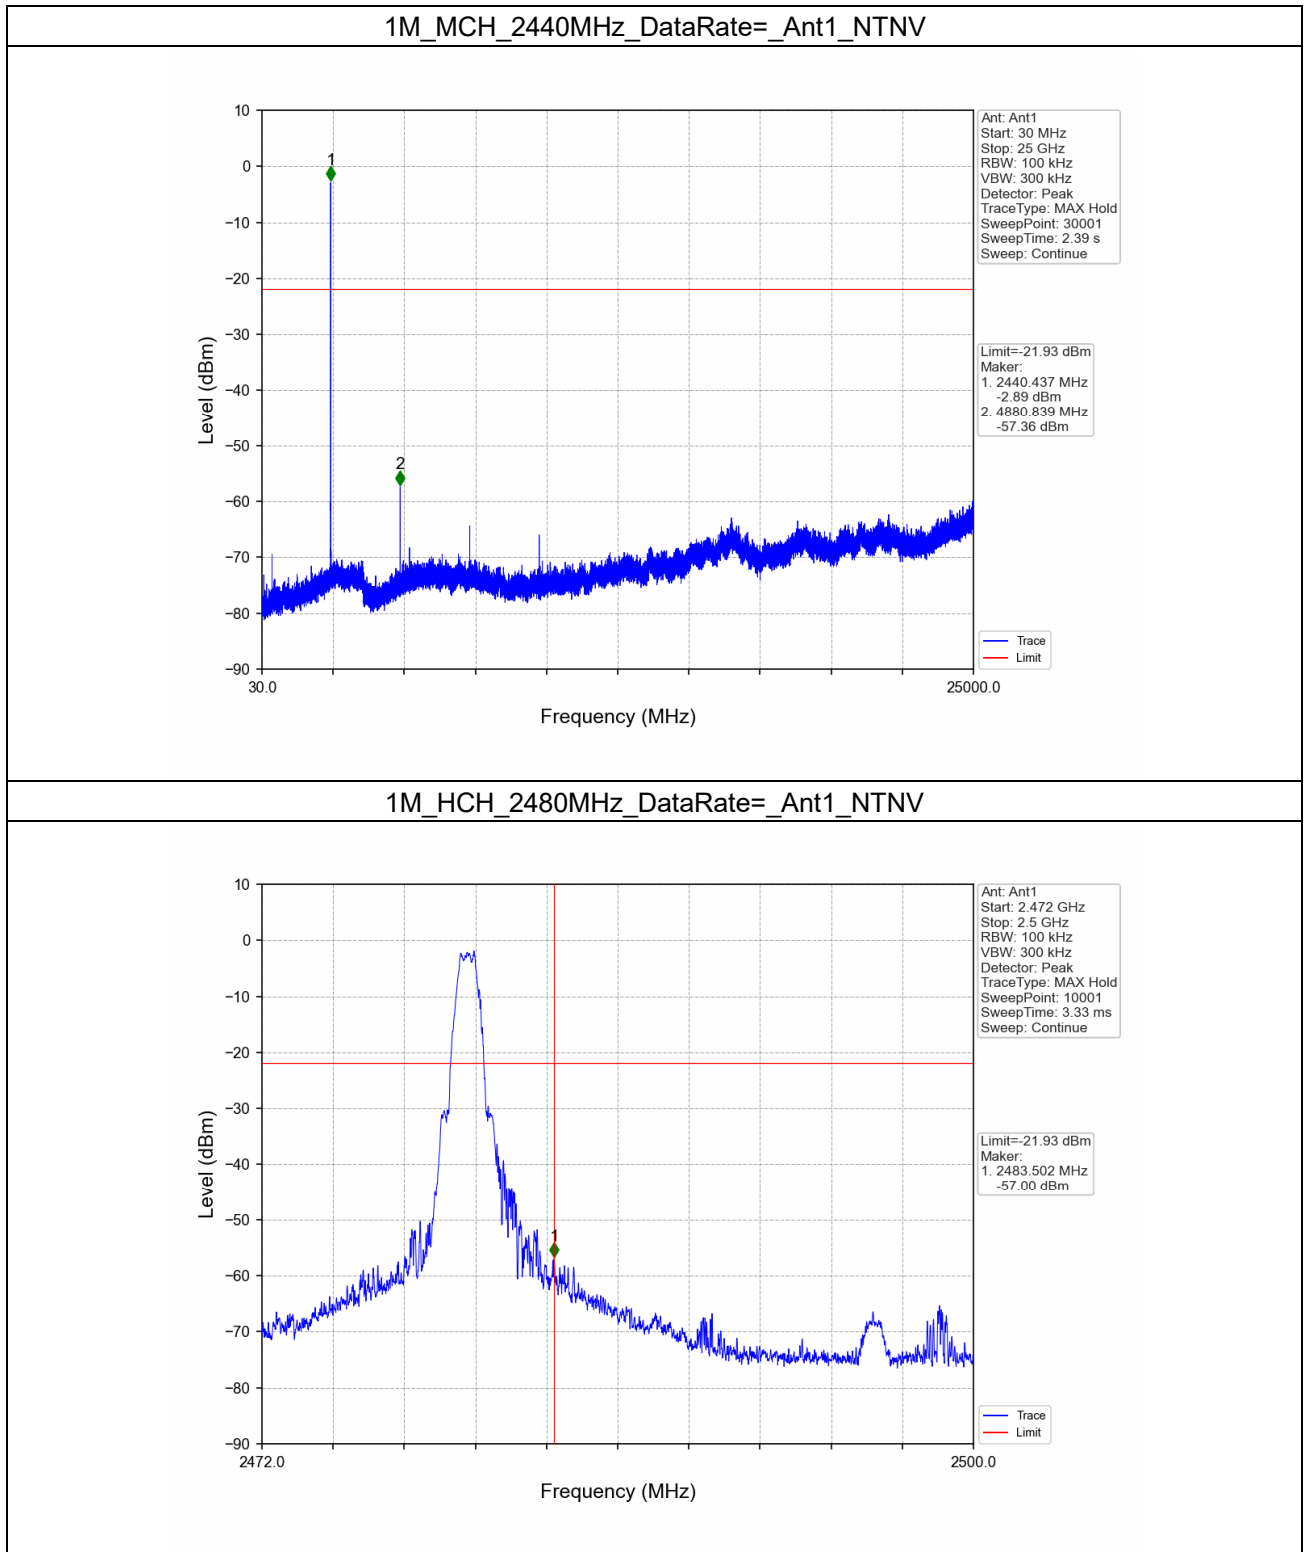 1M_MCH_2440MHz_DataRate=_Ant1_NTNV
10
0
−10
−20
−30
−40
−50
−60
−70
−80
−90
Level (dBm)
1
2
30.0
25000.0
Frequency (MHz)
Ant: Ant1
Start: 30 MHz
Stop: 25 GHz
RBW: 100 kHz
VBW: 300 kHz
Detector: Peak
TraceType: MAX Hold
SweepPoint: 30001
SweepTime: 2.39 s
Sweep: Continue
Limit=-21.93 dBm
Maker:
1. 2440.437 MHz
-2.89 dBm
2. 4880.839 MHz
-57.36 dBm
Trace
Limit
1M_HCH_2480MHz_DataRate=_Ant1_NTNV
10
0
−10
−20
−30
−40
−50
−60
−70
−80
−90
Level (dBm)
1
2472.0
2500.0
Frequency (MHz)
Ant: Ant1
Start: 2.472 GHz
Stop: 2.5 GHz
RBW: 100 kHz
VBW: 300 kHz
Detector: Peak
TraceType: MAX Hold
SweepPoint: 10001
SweepTime: 3.33 ms
Sweep: Continue
Limit=-21.93 dBm
Maker:
1. 2483.502 MHz
-57.00 dBm
Trace
Limit